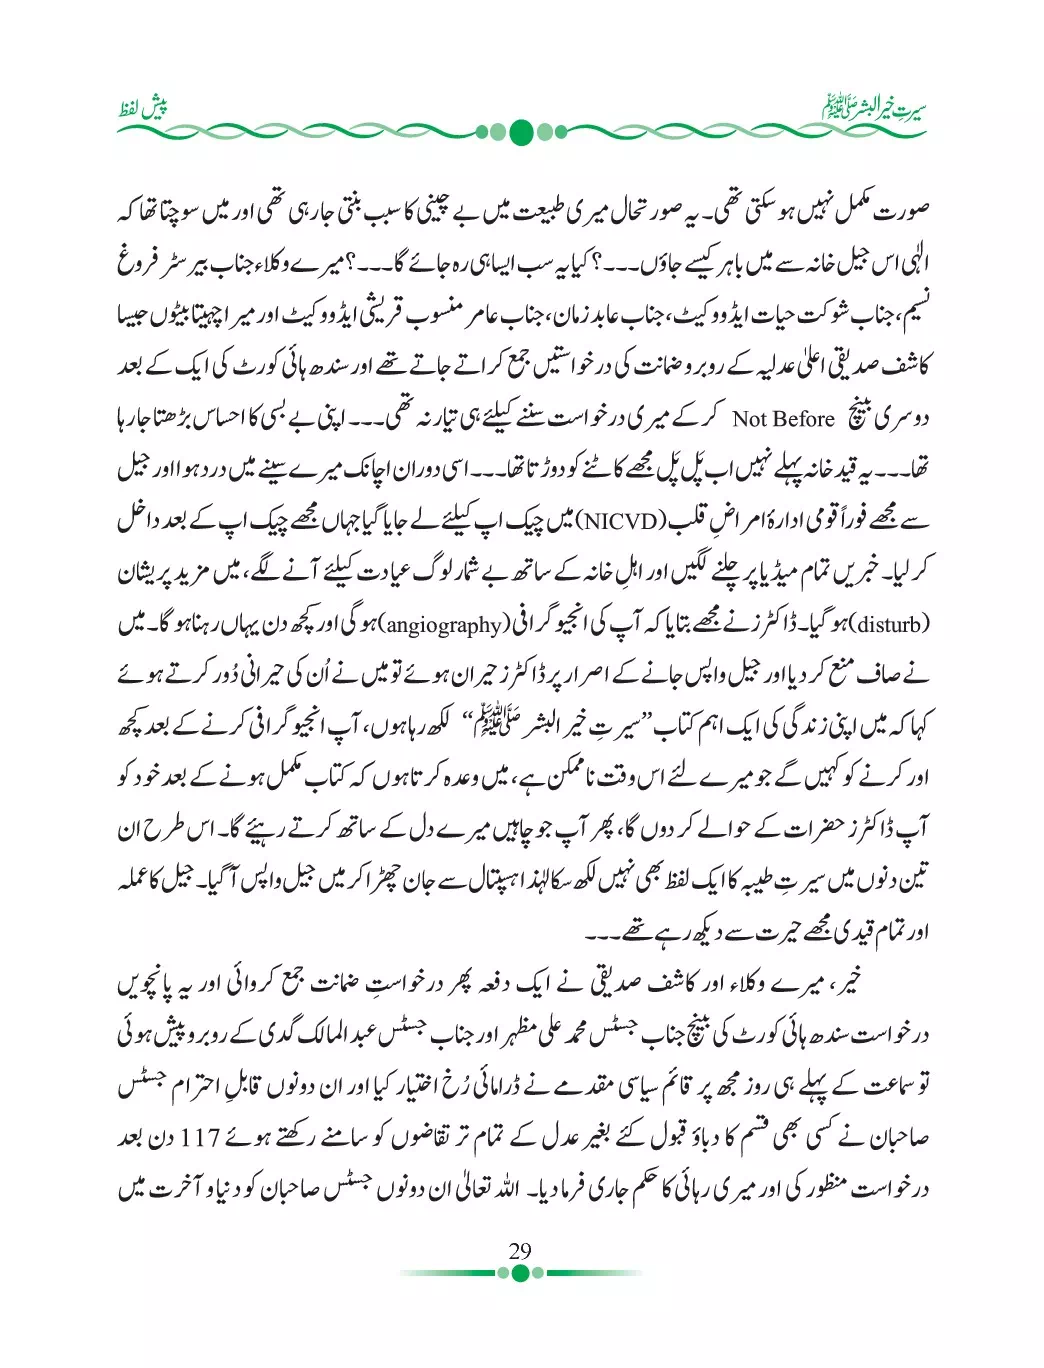 سیرتِ خیر البشر ﷺ
پیش لفظ
صورت مکمل نہیں ہو سکتی تھی۔ یہ صورتحال میری طبیعت میں بے چینی کا سبب بنتی جا رہی تھی اور میں سوچتا تھا کہ
الٰہی اس جیل خانہ سے میں باہر کیسے جاؤں۔۔۔؟ کیا یہ سب ایسا ہی رہ جائے گا۔۔۔؟ میرے وکلاء جناب بیرسٹر فروغ
نسیم، جناب شوکت حیات ایڈووکیٹ، جناب عابد زمان، جناب عامر منسوب قریشی ایڈووکیٹ اور میرا چہیتا بیٹوں جیسا
کاشف صدیقی اعلیٰ عدلیہ کے روبرو ضمانت کی درخواستیں جمع کراتے جاتے تھے اور سندھ ہائی کورٹ کی ایک کے بعد
دوسری بینچ Not Before کر کے میری درخواست سننے کیلئے ہی تیار نہ تھی۔۔۔ اپنی بے بسی کا احساس بڑھتا جا رہا
تھا۔۔۔ یہ قید خانہ پہلے نہیں اب پَل پَل مجھے کاٹنے کو دوڑتا تھا۔۔۔ اسی دوران اچانک میرے سینے میں درد ہوا اور جیل
سے مجھے فوراً قومی ادارۂ امراضِ قلب (NICVD) میں چیک اپ کیلئے لے جایا گیا جہاں مجھے چیک اپ کے بعد داخل
کر لیا۔ خبریں تمام میڈیا پر چلنے لگیں اور اہلِ خانہ کے ساتھ بے شمار لوگ عیادت کیلئے آنے لگے، میں مزید پریشان
(disturb) ہو گیا۔ ڈاکٹرز نے مجھے بتایا کہ آپ کی انجیوگرافی (angiography) ہو گی اور کچھ دن یہاں رہنا ہو گا۔ میں
نے صاف منع کر دیا اور جیل واپس جانے کے اصرار پر ڈاکٹرز حیران ہوئے تو میں نے اُن کی حیرانی دُور کرتے ہوئے
کہا کہ میں اپنی زندگی کی ایک اہم کتاب ”سیرتِ خیر البشر ﷺ“ لکھ رہا ہوں، آپ انجیوگرافی کرنے کے بعد کچھ
اور کرنے کو کہیں گے جو میرے لئے اس وقت ناممکن ہے، میں وعدہ کرتا ہوں کہ کتاب مکمل ہونے کے بعد خود کو
آپ ڈاکٹرز حضرات کے حوالے کر دوں گا، پھر آپ جو چاہیں میرے دل کے ساتھ کرتے رہیئے گا۔ اس طرح ان
تین دنوں میں سیرتِ طیبہ کا ایک لفظ بھی نہیں لکھ سکا لہٰذا ہسپتال سے جان چھڑا کر میں جیل واپس آ گیا۔ جیل کا عملہ
اور تمام قیدی مجھے حیرت سے دیکھ رہے تھے۔۔۔
خیر، میرے وکلاء اور کاشف صدیقی نے ایک دفعہ پھر درخواستِ ضمانت جمع کروائی اور یہ پانچویں
درخواست سندھ ہائی کورٹ کی بینچ جناب جسٹس محمد علی مظہر اور جناب جسٹس عبد المالک گدی کے روبرو پیش ہوئی
تو سماعت کے پہلے ہی روز مجھ پر قائم سیاسی مقدمے نے ڈرامائی رُخ اختیار کیا اور ان دونوں قابلِ احترام جسٹس
صاحبان نے کسی بھی قسم کا دباؤ قبول کئے بغیر عدل کے تمام تر تقاضوں کو سامنے رکھتے ہوئے 117 دن بعد
درخواست منظور کی اور میری رہائی کا حکم جاری فرما دیا۔ اللہ تعالیٰ ان دونوں جسٹس صاحبان کو دنیا و آخرت میں
29